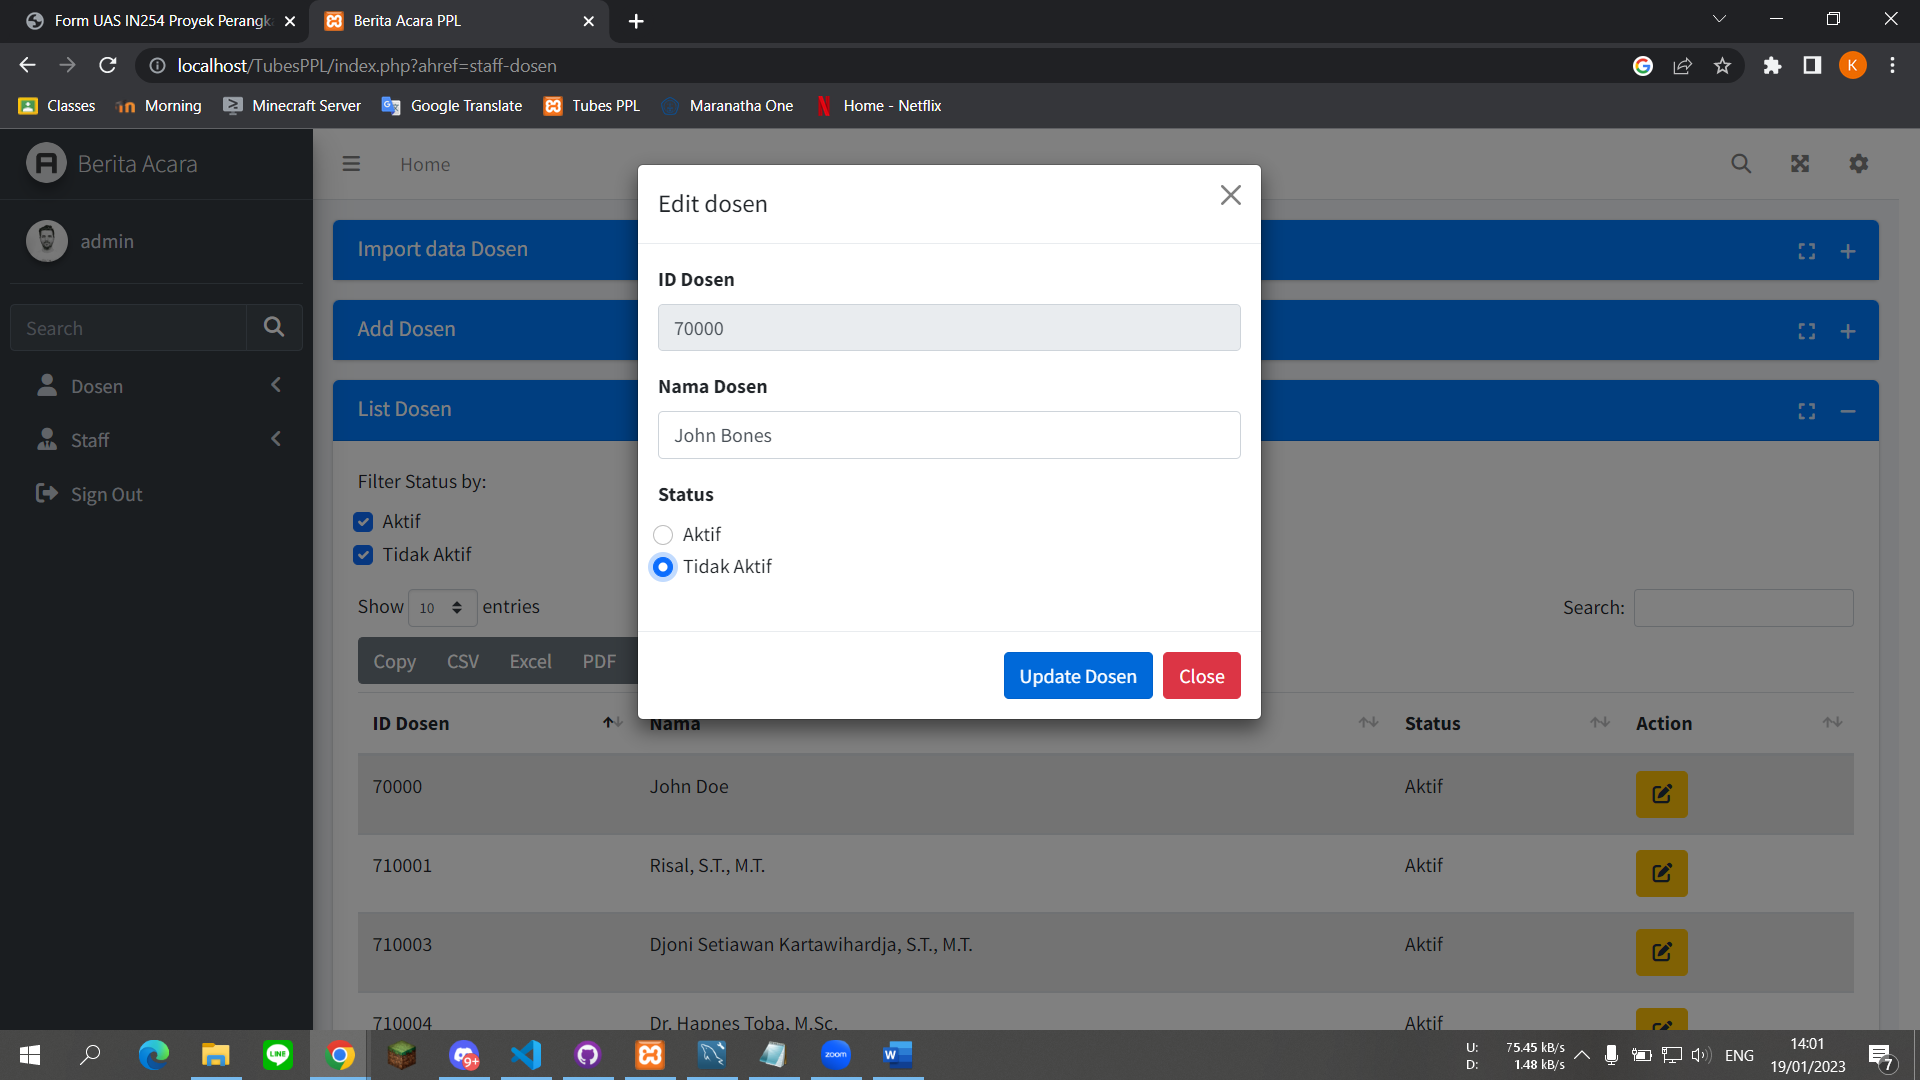 Form UAS IN254 Proyek Perangka
Berita Acara PPL
localhost/TubesPPL/index.php?ahref=staff-dosen
K
Classes
Morning
Minecraft Server
Google Translate
Tubes PPL
Maranatha One
Home - Netflix
Berita Acara
Home
admin
Search
Dosen
Staff
Sign Out
Import data Dosen
Add Dosen
List Dosen
Filter Status by:
Aktif
Tidak Aktif
Show 10 entries
Search:
Copy CSV Excel PDF
Edit dosen
ID Dosen
70000
Nama Dosen
John Bones
Status
Aktif
Tidak Aktif
Update Dosen Close
ID Dosen Nama Status Action
70000 John Doe Aktif
710001 Risal, S.T., M.T. Aktif
710003 Djoni Setiawan Kartawihardja, S.T., M.T. Aktif
710004 Dr. Hapnes Toba, M.Sc. Aktif
LINE
9+
zoom
W
U: 75.45 kB/s
D: 1.48 kB/s
ENG
14:01
19/01/2023
7